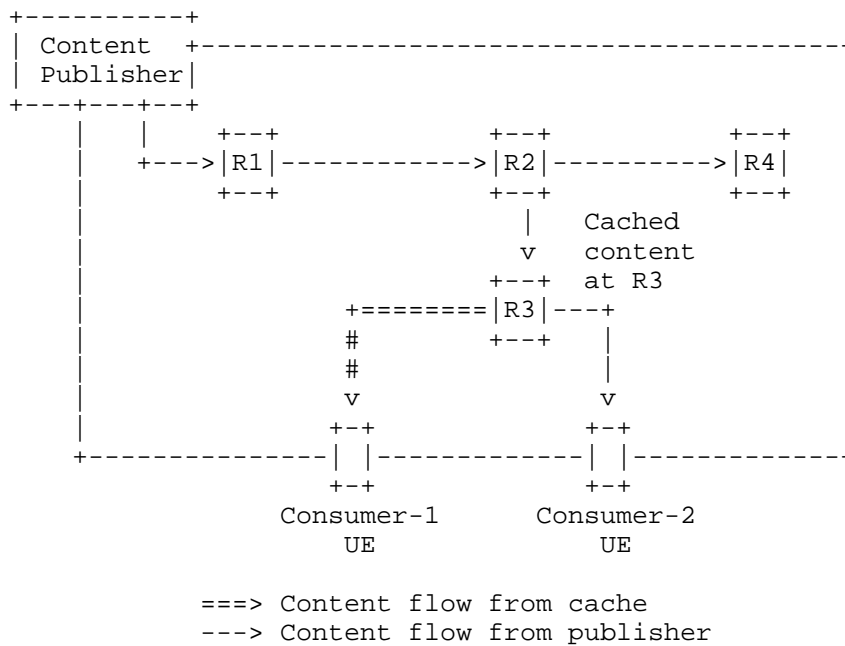 Content
Publisher
R1 R2 R4
Cached
content
at R3
R3
Consumer-1 Consumer-2
UE UE
===> Content flow from cache
---> Content flow from publisher